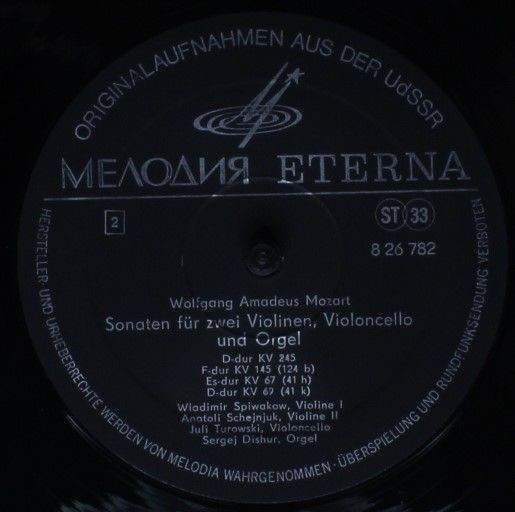 ORIGINALAUFNAHMEN AUS DER UdSSR
МЕЛОДИЯ ETERNA
2
ST 33
8 26 782
Wolfgang Amadeus Mozart
Sonaten für zwei Violinen, Violoncello
und Orgel
D-dur KV 245
F-dur KV 145 (124 b)
Es-dur KV 67 (41 h)
D-dur KV 69 (41 k)
Wladimir Spiwakow, Violine I
Anatoli Schejnjuk, Violine II
Juli Turowski, Violoncello
Sergej Dishur, Orgel
HERSTELLER- UND URHEBERRECHTE WERDEN VON MELODIA WAHRGENOMMEN · ÜBERSPIELUNG UND RUNDFUNKSENDUNG VERBOTEN